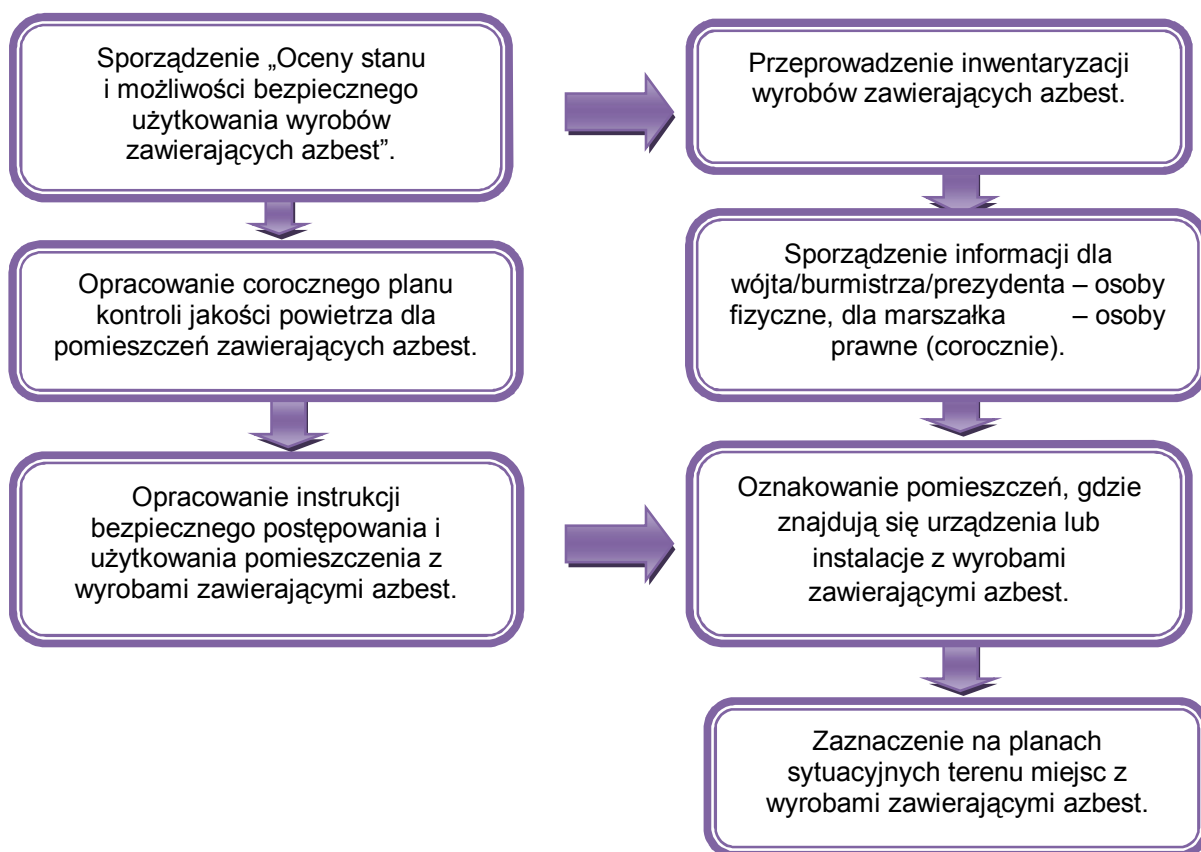 Sporządzenie „Oceny stanu
i możliwości bezpiecznego
użytkowania wyrobów
zawierających azbest”.
Przeprowadzenie inwentaryzacji
wyrobów zawierających azbest.
Opracowanie corocznego planu
kontroli jakości powietrza dla
pomieszczeń zawierających azbest.
Sporządzenie informacji dla
wójta/burmistrza/prezydenta – osoby
fizyczne, dla marszałka – osoby
prawne (corocznie).
Opracowanie instrukcji
bezpiecznego postępowania i
użytkowania pomieszczenia z
wyrobami zawierającymi azbest.
Oznakowanie pomieszczeń, gdzie
znajdują się urządzenia lub
instalacje z wyrobami
zawierającymi azbest.
Zaznaczenie na planach
sytuacyjnych terenu miejsc z
wyrobami zawierającymi azbest.